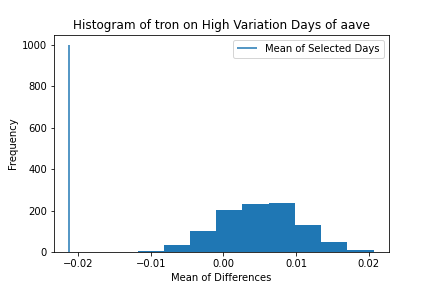 Histogram of tron on High Variation Days of aave
Mean of Selected Days
1000
800
600
400
200
0
Frequency
−0.02 −0.01 0.00 0.01 0.02
Mean of Differences